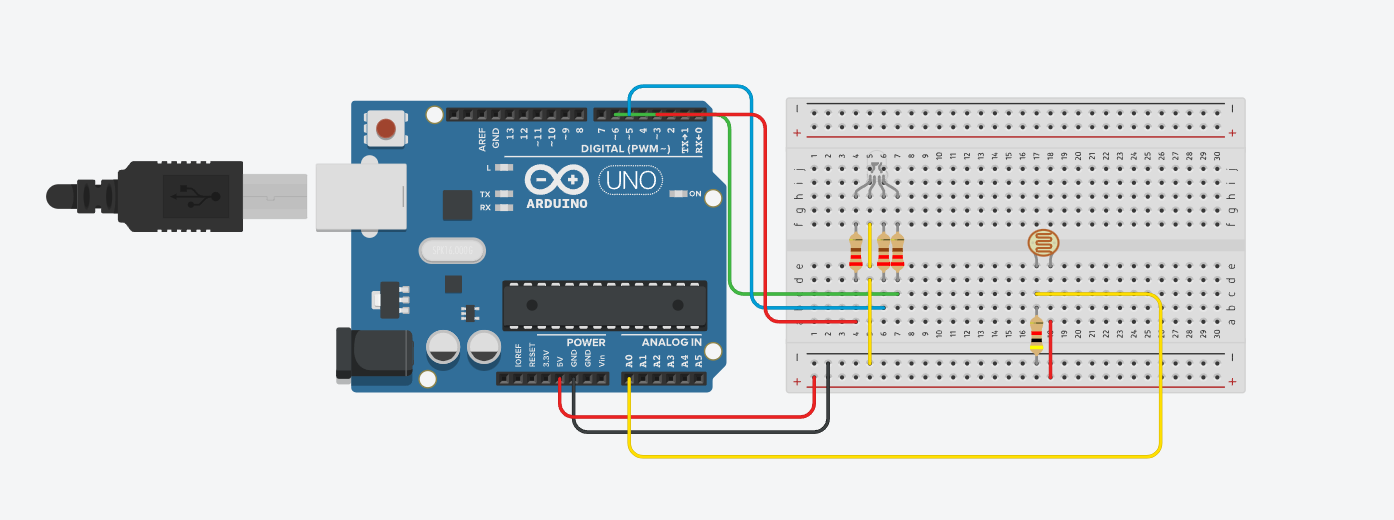 AREF
GND
13
12
~11
~10
~9
8
7
~6
~5
4
~3
2
TX→1
RX←0
DIGITAL (PWM~)
L
TX
RX
ARDUINO
UNO
ON
POWER
ANALOG IN
IOREF
RESET
3.3V
5V
GND
GND
Vin
A0
A1
A2
A3
A4
A5
− −
+ +
1 2 3 4 5 6 7 8 9 10 11 12 13 14 15 16 17 18 19 20 21 22 23 24 25 26 27 28 29 30
j j
i i
h h
g g
f f
e e
d d
c c
b
a a
1 2 3 4 5 6 7 8 9 10 11 12 13 14 15 16 17 19 20 21 22 23 24 25 26 27 28 29 30
− −
+ +